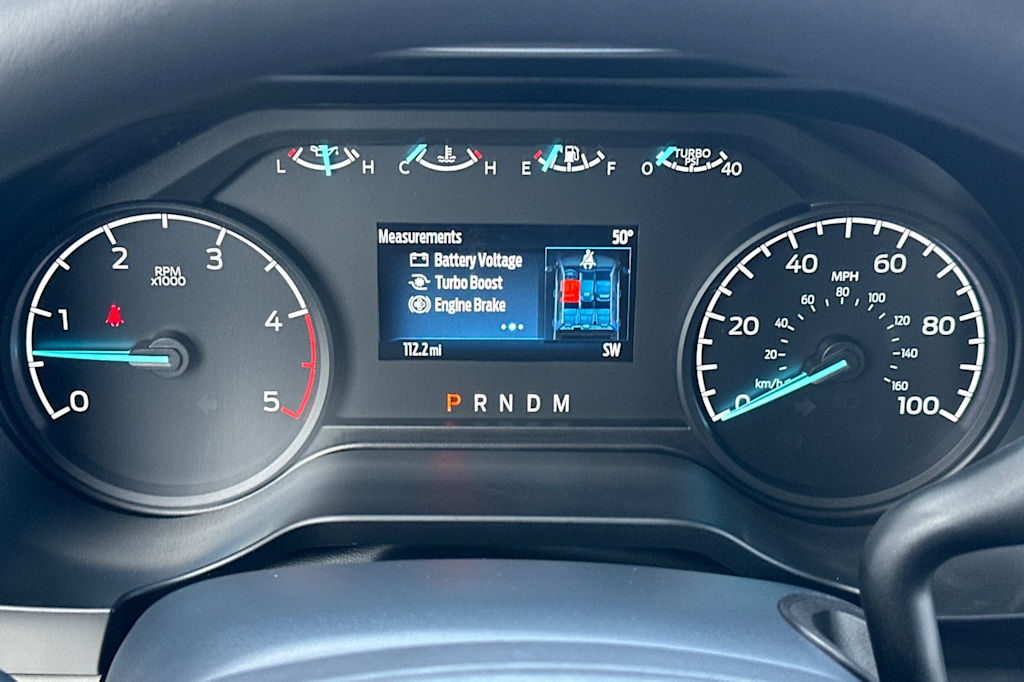 L H
C H
E F
TURBO
PSI
0 40
Measurements 50°
Battery Voltage
Turbo Boost
Engine Brake
112.2 mi SW
P R N D M
RPM
x1000
0 1 2 3 4 5
MPH
0 20 40 60 80 100
km/h
20 40 60 80 100 120 140 160